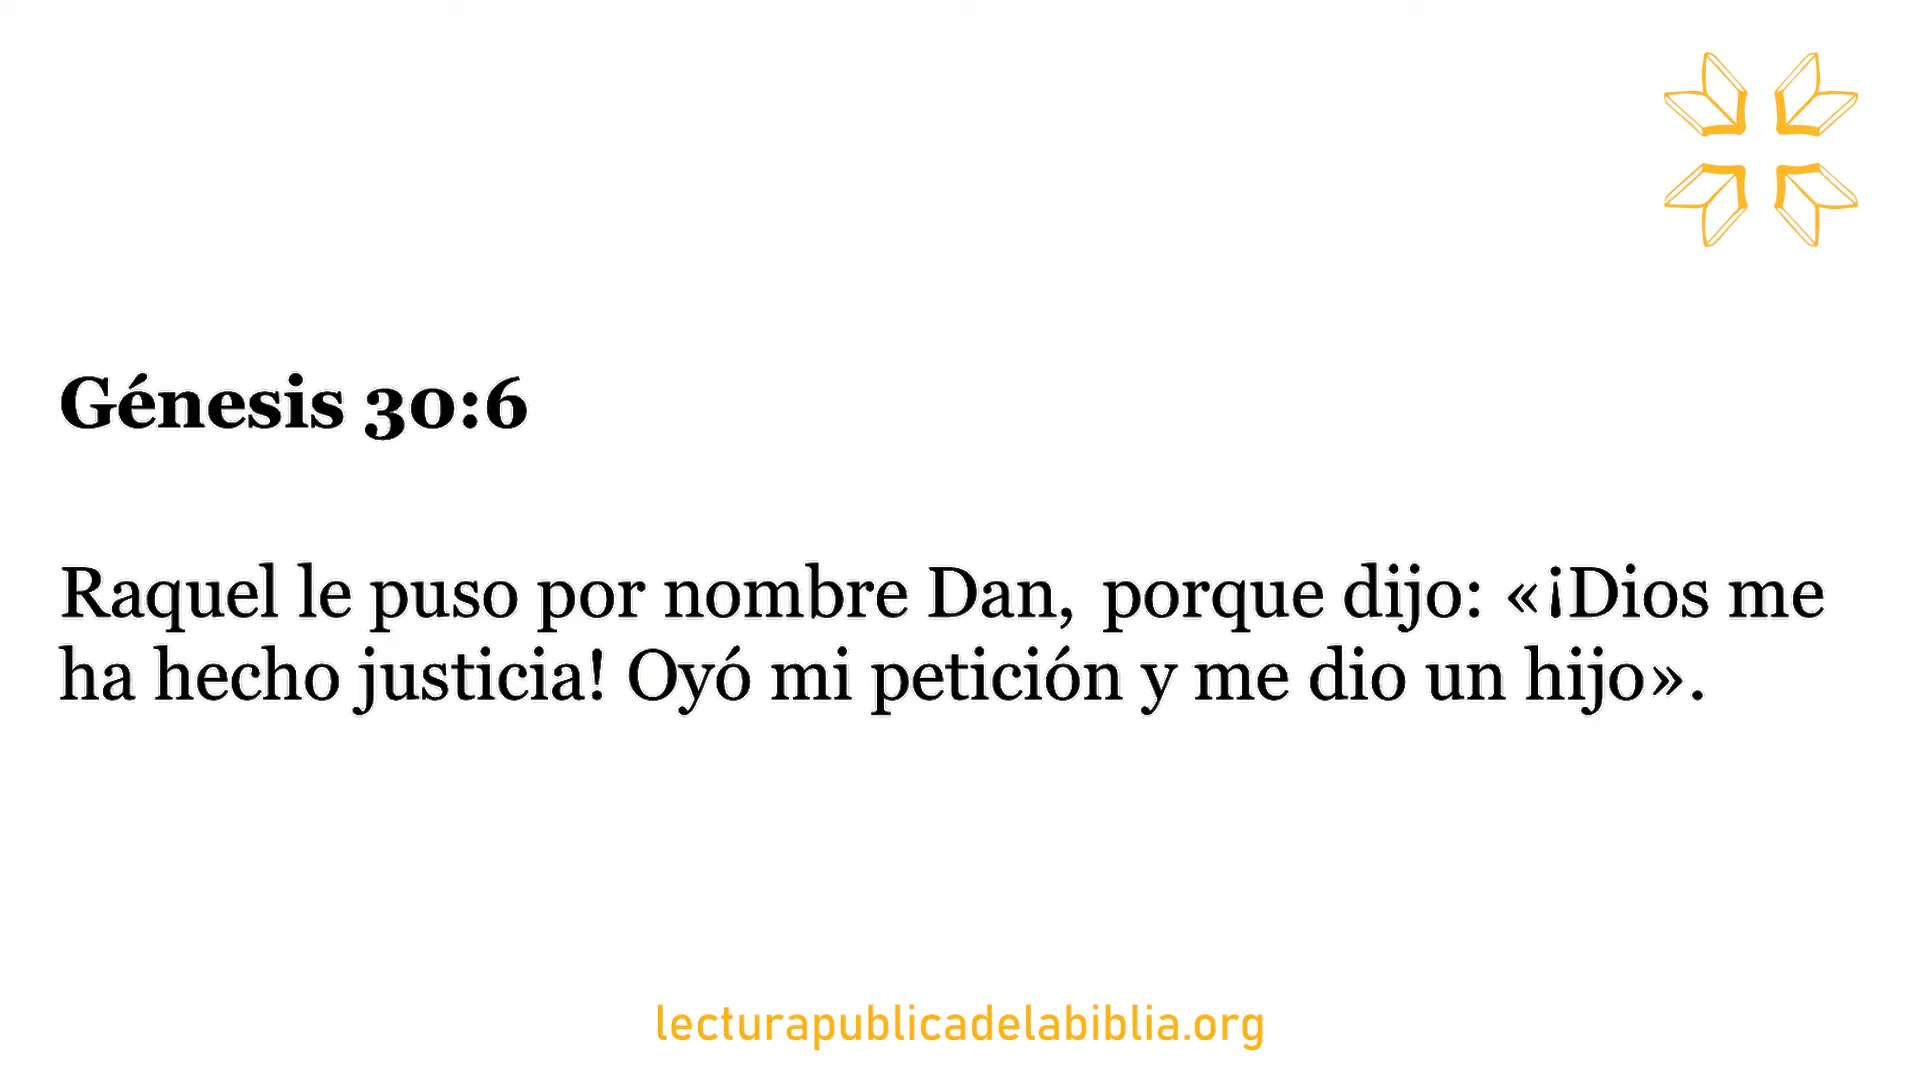 Génesis 30:6
Raquel le puso por nombre Dan, porque dijo: «¡Dios me
ha hecho justicia! Oyó mi petición y me dio un hijo».
lecturapublicadelabiblia.org